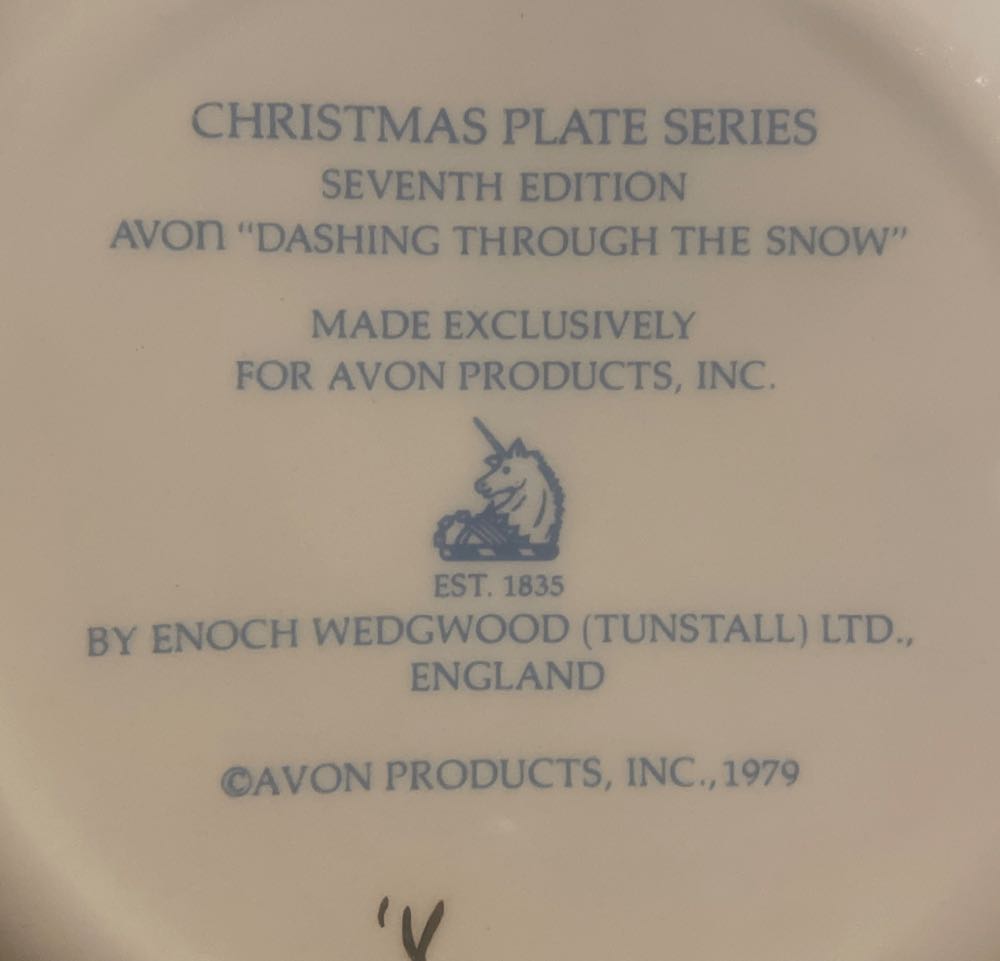 CHRISTMAS PLATE SERIES
SEVENTH EDITION
AVON "DASHING THROUGH THE SNOW"
MADE EXCLUSIVELY
FOR AVON PRODUCTS, INC.
EST. 1835
BY ENOCH WEDGWOOD (TUNSTALL) LTD.,
ENGLAND
©AVON PRODUCTS, INC., 1979